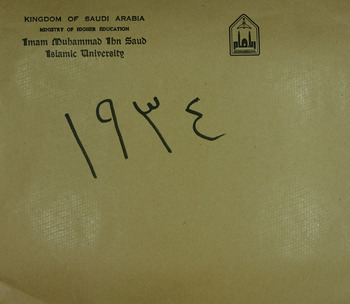 KINGDOM OF SAUDI ARABIA
MINISTRY OF HIGHER EDUCATION
Imam Muhammad Ibn Saud
Islamic University
١٩٣٤